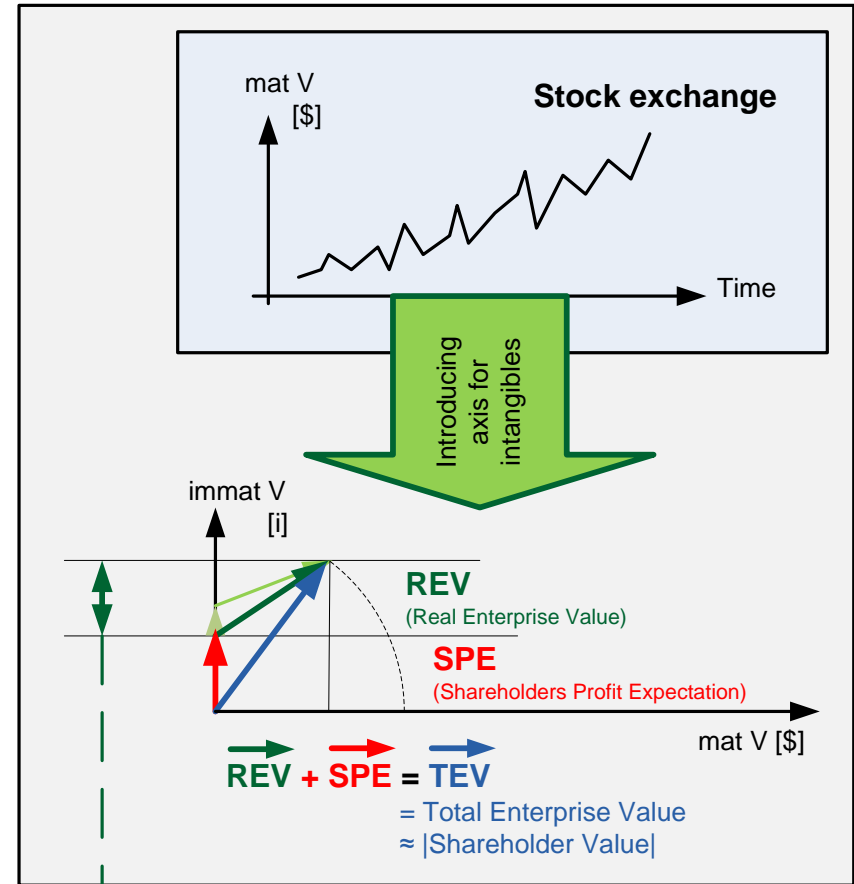 mat V
[$]
Stock exchange
Time
Introducing
axis for
intangibles
immat V
[i]
REV
(Real Enterprise Value)
SPE
(Shareholders Profit Expectation)
mat V [$]
REV + SPE = TEV
= Total Enterprise Value
≈ |Shareholder Value|